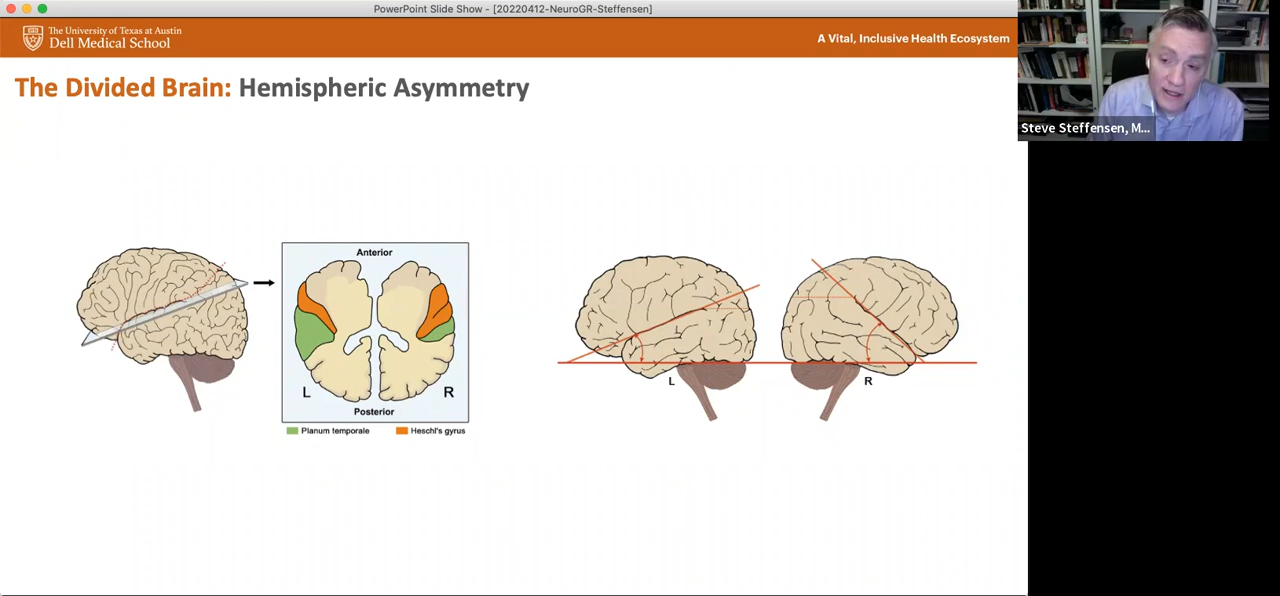 PowerPoint Slide Show - [20220412-NeuroGR-Steffensen]
The University of Texas at Austin
Dell Medical School
A Vital, Inclusive Health Ecosystem
Steve Steffensen, M...
The Divided Brain: Hemispheric Asymmetry
Anterior
L
R
Posterior
Planum temporale
Heschl's gyrus
L
R